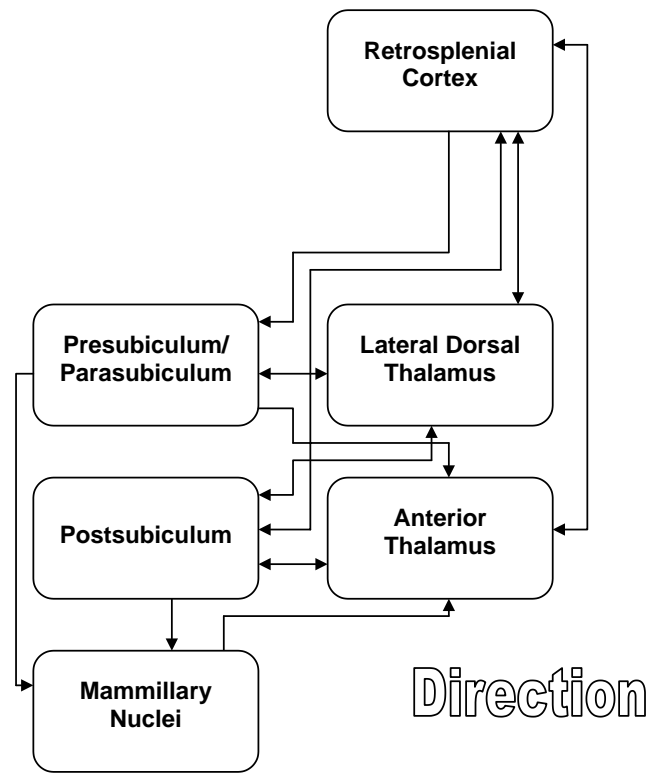 Retrosplenial
Cortex
Presubiculum/
Parasubiculum
Lateral Dorsal
Thalamus
Postsubiculum
Anterior
Thalamus
Mammillary
Nuclei
Direction